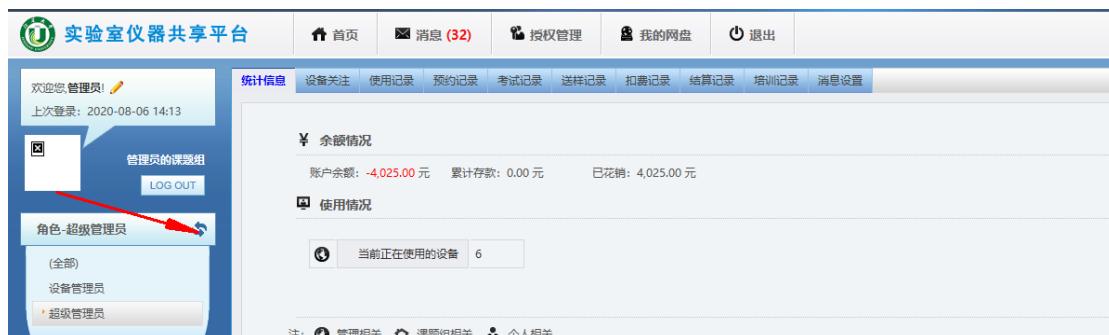 实验室仪器共享平台
首页 消息 (32) 授权管理 我的网盘 退出
欢迎您,管理员!
上次登录: 2020-08-06 14:13
管理员的课题组
LOG OUT
角色-超级管理员
(全部)
设备管理员
超级管理员
统计信息 设备关注 使用记录 预约记录 考试记录 送样记录 扣费记录 结算记录 培训记录 消息设置
¥ 余额情况
账户余额: -4,025.00 元 累计存款: 0.00 元 已花销: 4,025.00 元
使用情况
当前正在使用的设备 6
注: 管理相关 课题组相关 个人相关